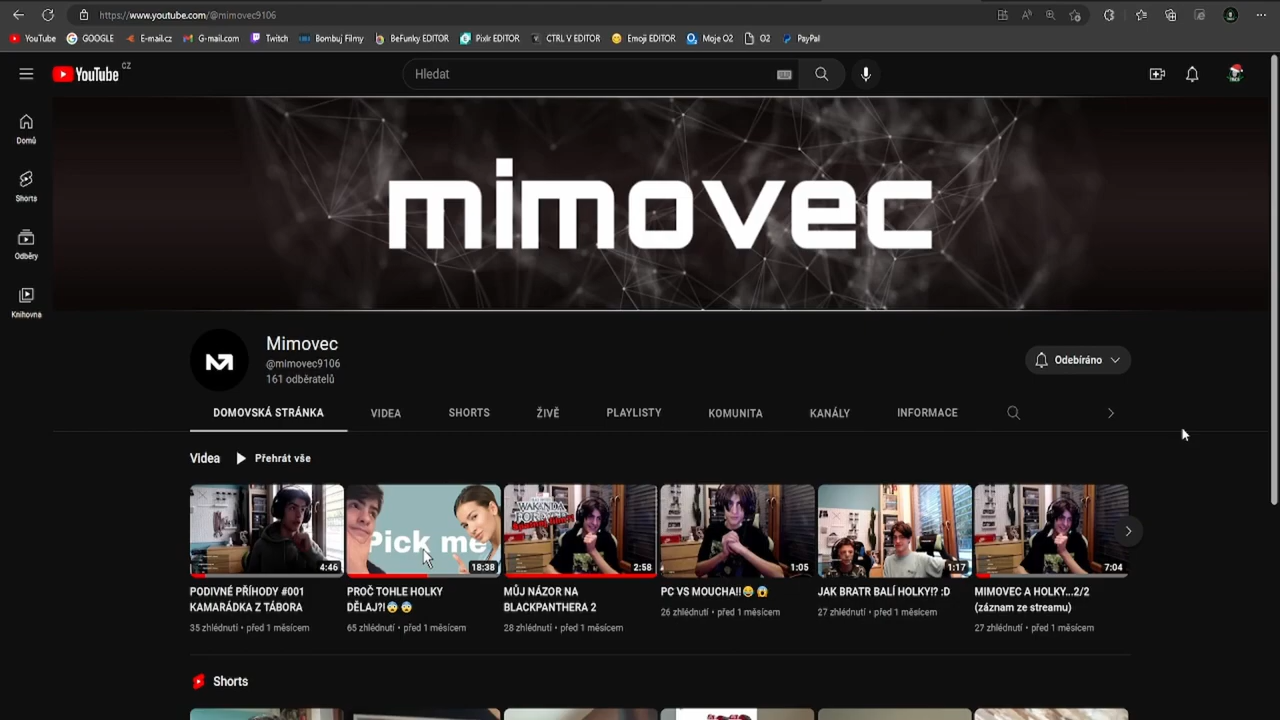 https://www.youtube.com/@mimovec9106
YouTube
GOOGLE
E-mail.cz
G-mail.com
Twitch
Bombuj Filmy
BeFunky EDITOR
Pixlr EDITOR
CTRL V EDITOR
Emoji EDITOR
Moje O2
O2
PayPal
YouTube CZ
Hledat
Domů
Shorts
Odběry
Knihovna
mimovec
Mimovec
@mimovec9106
161 odběratelů
Odebíráno
DOMOVSKÁ STRÁNKA
VIDEA
SHORTS
ŽIVĚ
PLAYLISTY
KOMUNITA
KANÁLY
INFORMACE
Videa
Přehrát vše
4:46
Pick me
18:38
WAKANDA
2:58
1:05
1:17
7:04
PODIVNÉ PŘÍHODY #001
KAMARÁDKA Z TÁBORA
35 zhlédnutí • před 1 měsícem
PROČ TOHLE HOLKY
DĚLAJ?!😨 😨
65 zhlédnutí • před 1 měsícem
MŮJ NÁZOR NA
BLACKPANTHERA 2
28 zhlédnutí • před 1 měsícem
PC VS MOUCHA!!😂 😱
26 zhlédnutí • před 1 měsícem
JAK BRATR BALÍ HOLKY!? :D
27 zhlédnutí • před 1 měsícem
MIMOVEC A HOLKY...2/2
(záznam ze streamu)
27 zhlédnutí • před 1 měsícem
Shorts